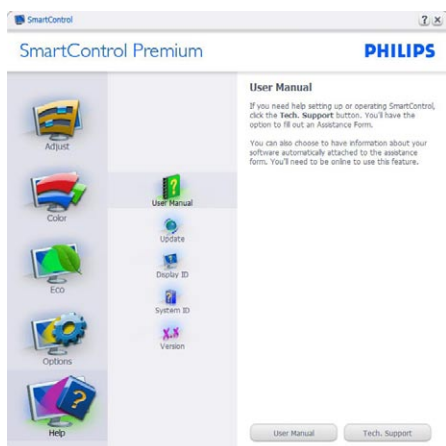 SmartControl
SmartControl Premium
PHILIPS
Adjust
Color
Eco
Options
Help
User Manual
Update
Display ID
System ID
X.X
Version
User Manual
If you need help setting up or operating SmartControl,
click the Tech. Support button. You'll have the
option to fill out an Assistance Form.
You can also choose to have information about your
software automatically attached to the assistance
form. You'll need to be online to use this feature.
User Manual
Tech. Support